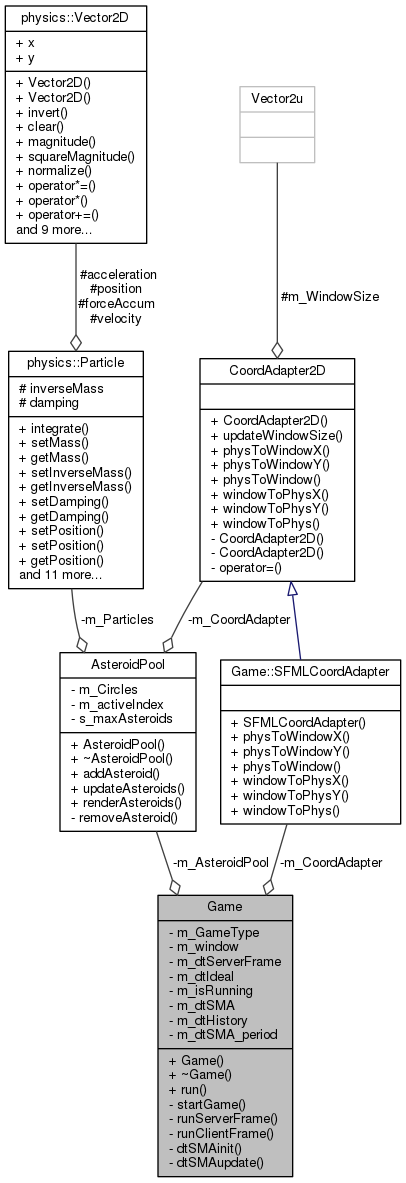 physics::Vector2D
+ x
+ y
+ Vector2D()
+ Vector2D()
+ invert()
+ clear()
+ magnitude()
+ squareMagnitude()
+ normalize()
+ operator*=()
+ operator*()
+ operator+=()
and 9 more...
Vector2u
#acceleration
#position
#forceAccum
#velocity
#m_WindowSize
physics::Particle
# inverseMass
# damping
+ integrate()
+ setMass()
+ getMass()
+ setInverseMass()
+ getInverseMass()
+ setDamping()
+ getDamping()
+ setPosition()
+ setPosition()
+ getPosition()
and 11 more...
CoordAdapter2D
+ CoordAdapter2D()
+ updateWindowSize()
+ physToWindowX()
+ physToWindowY()
+ physToWindow()
+ windowToPhysX()
+ windowToPhysY()
+ windowToPhys()
- CoordAdapter2D()
- CoordAdapter2D()
- operator=()
-m_Particles
-m_CoordAdapter
AsteroidPool
- m_Circles
- m_activeIndex
- s_maxAsteroids
+ AsteroidPool()
+ ~AsteroidPool()
+ addAsteroid()
+ updateAsteroids()
+ renderAsteroids()
- removeAsteroid()
Game::SFMLCoordAdapter
+ SFMLCoordAdapter()
+ physToWindowX()
+ physToWindowY()
+ physToWindow()
+ windowToPhysX()
+ windowToPhysY()
+ windowToPhys()
-m_AsteroidPool
-m_CoordAdapter
Game
- m_GameType
- m_window
- m_dtServerFrame
- m_dtIdeal
- m_isRunning
- m_dtSMA
- m_dtHistory
- m_dtSMA_period
+ Game()
+ ~Game()
+ run()
- startGame()
- runServerFrame()
- runClientFrame()
- dtSMAinit()
- dtSMAupdate()